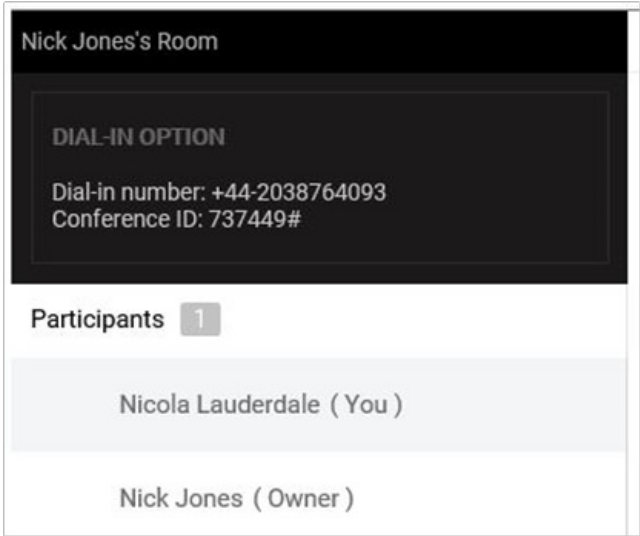 Nick Jones's Room
DIAL-IN OPTION
Dial-in number: +44-2038764093
Conference ID: 737449#
Participants 1
Nicola Lauderdale ( You )
Nick Jones ( Owner )